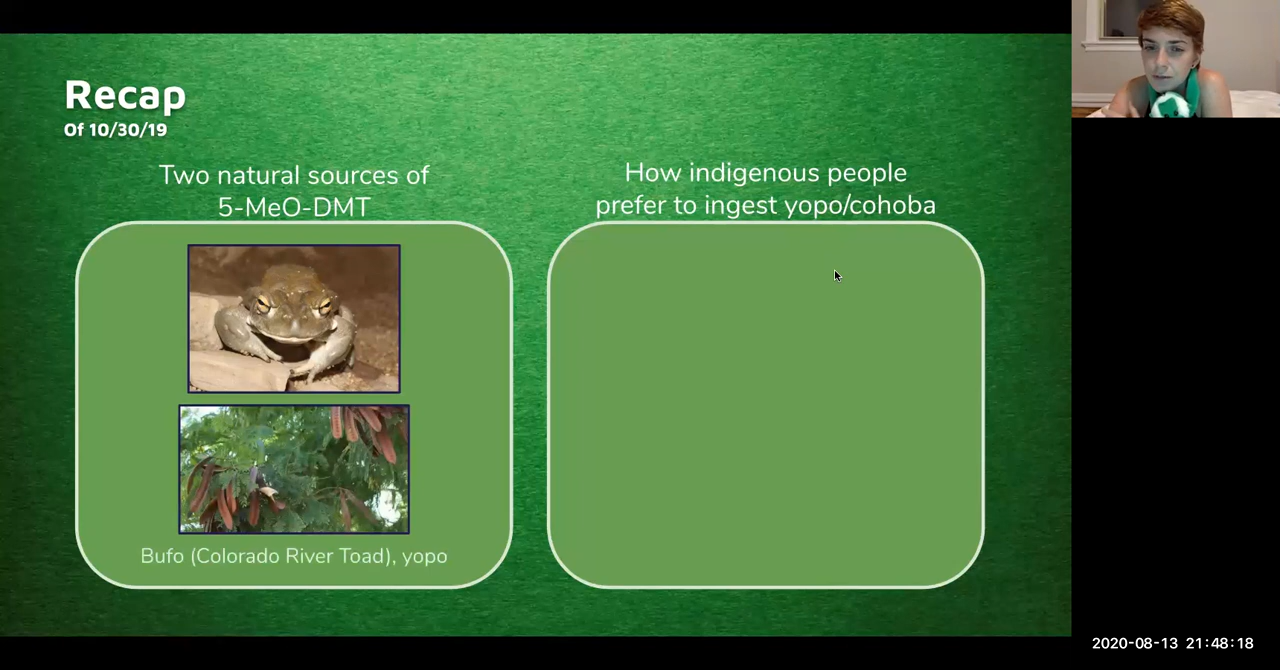 Recap
Of 10/30/19
Two natural sources of
5-MeO-DMT
Bufo (Colorado River Toad), yopo
How indigenous people
prefer to ingest yopo/cohoba
2020-08-13 21:48:18